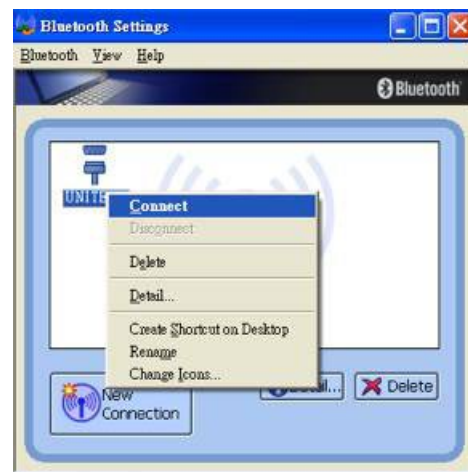 Bluetooth Settings
Bluetooth View Help
Bluetooth
Connect
Disconnect
Delete
Detail...
Create Shortcut on Desktop
Rename
Change Icons...
New
Connection
Delete